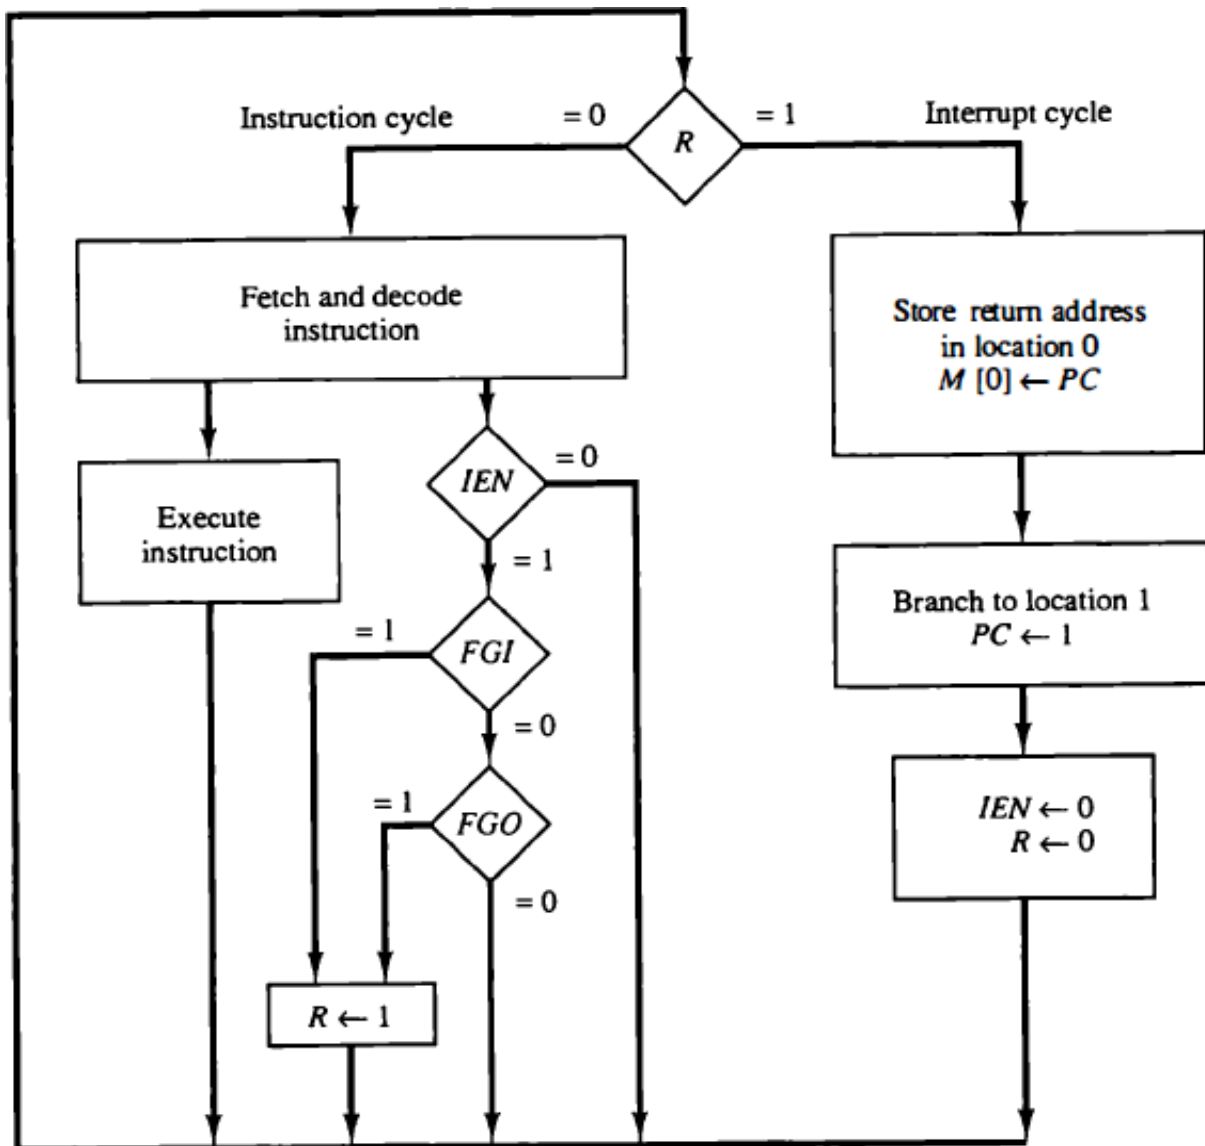 Instruction cycle
= 0
R
= 1
Interrupt cycle
Fetch and decode
instruction
Store return address
in location 0
M [0] ← PC
Execute
instruction
IEN
= 0
= 1
Branch to location 1
PC ← 1
= 1
FGI
= 0
= 1
FGO
= 0
IEN ← 0
R ← 0
R ← 1